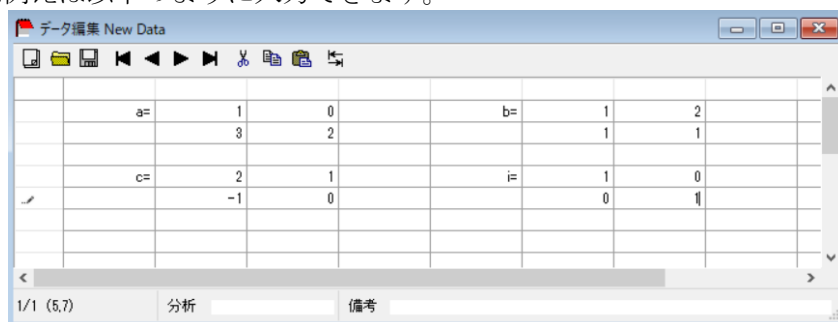 例えば以下のように入力できます。
データ編集 New Data
a= 1 0 b= 1 2
3 2 1 1
c= 2 1 i= 1 0
-1 0 0 1
1/1 (5,7) 分析 備考